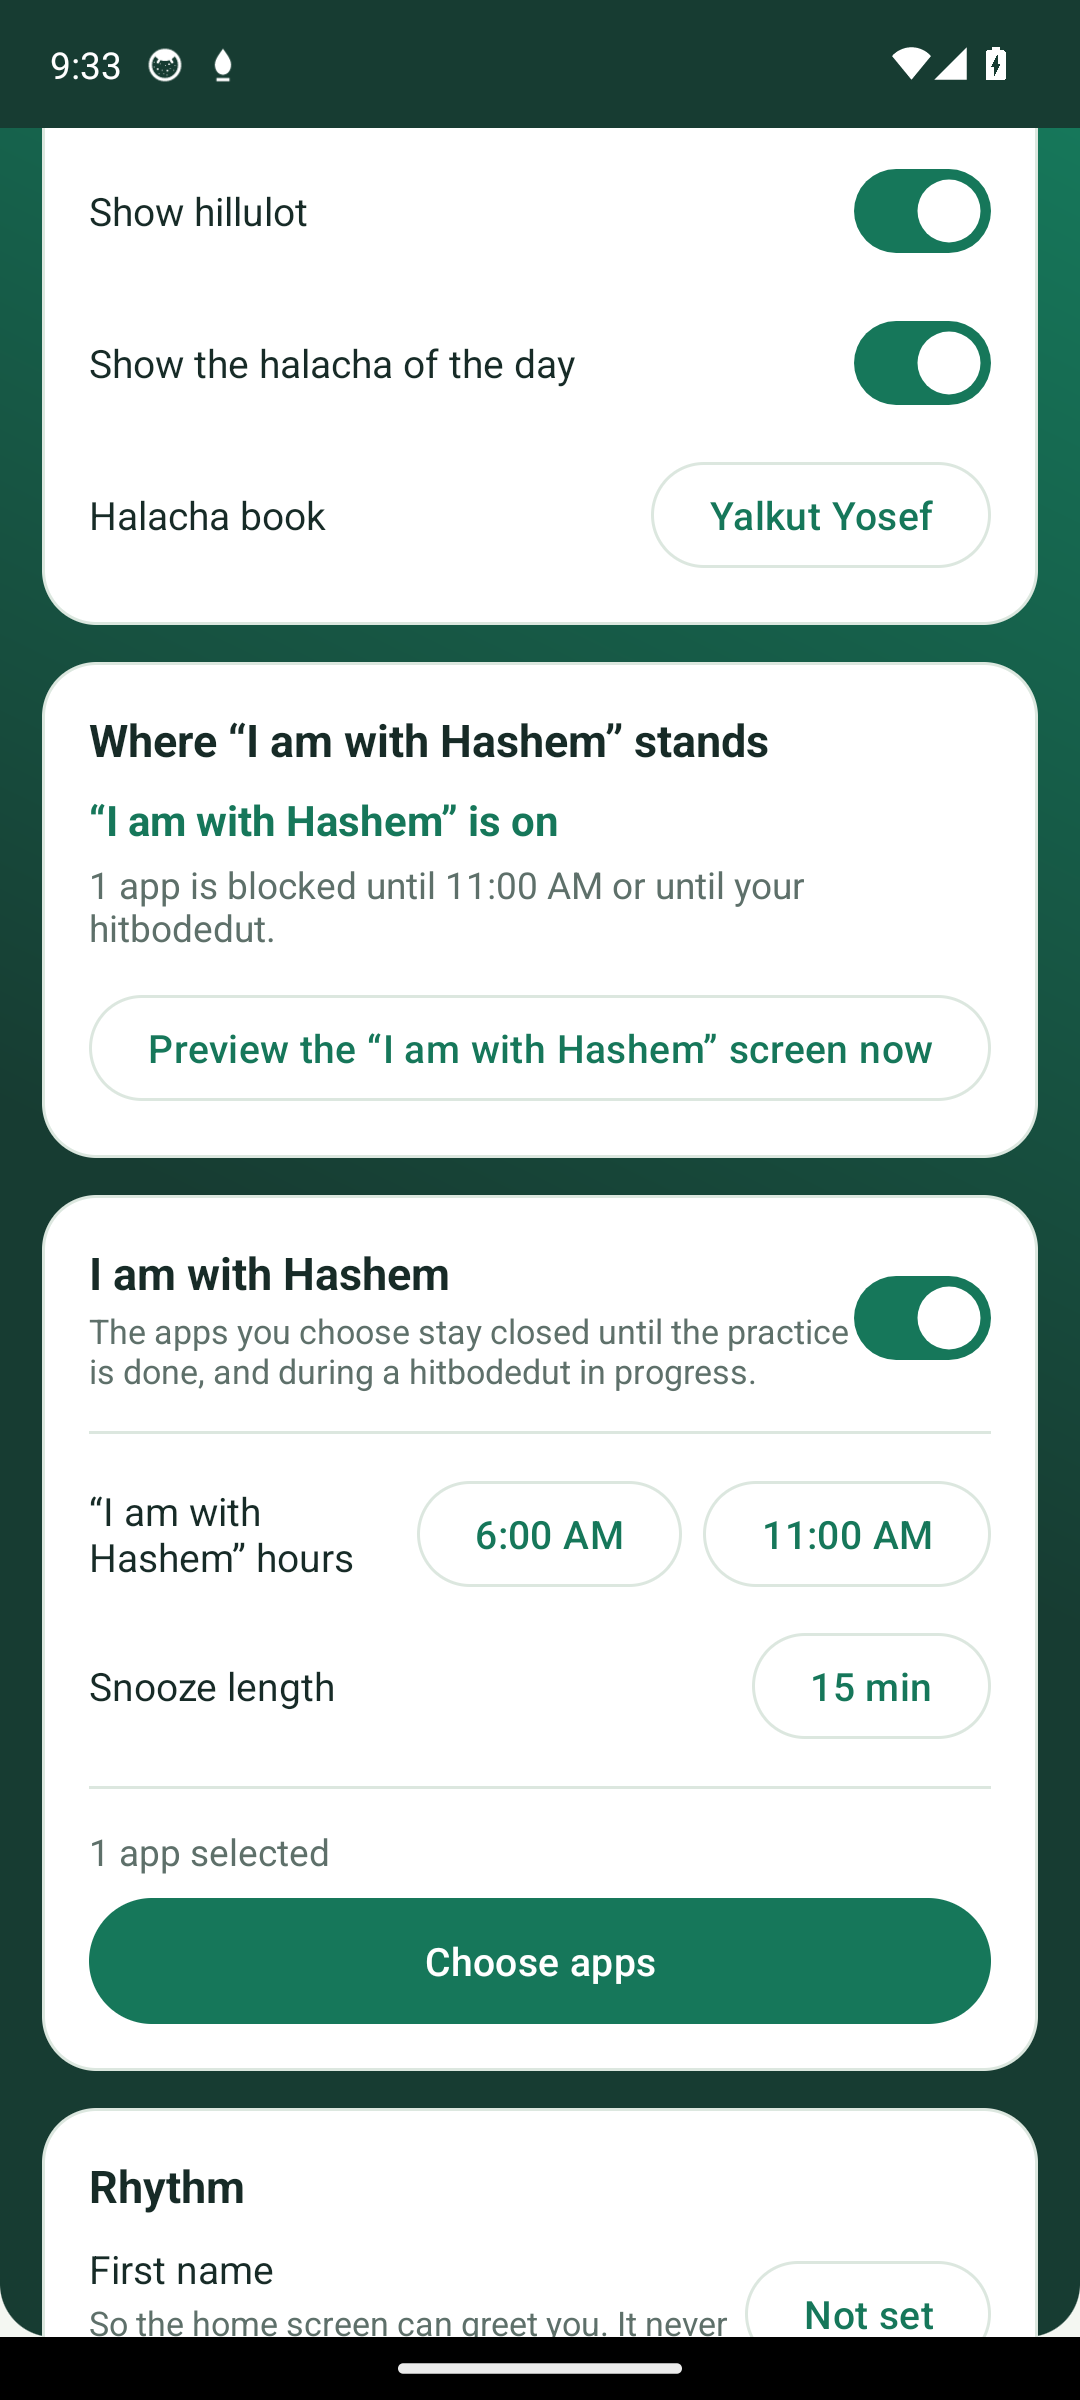 9:33
Show hillulot
Show the halacha of the day
Halacha book
Yalkut Yosef
Where “I am with Hashem” stands
“I am with Hashem” is on
1 app is blocked until 11:00 AM or until your
hitbodedut.
Preview the “I am with Hashem” screen now
I am with Hashem
The apps you choose stay closed until the practice
is done, and during a hitbodedut in progress.
“I am with
Hashem” hours
6:00 AM
11:00 AM
Snooze length
15 min
1 app selected
Choose apps
Rhythm
First name
So the home screen can greet you. It never
Not set